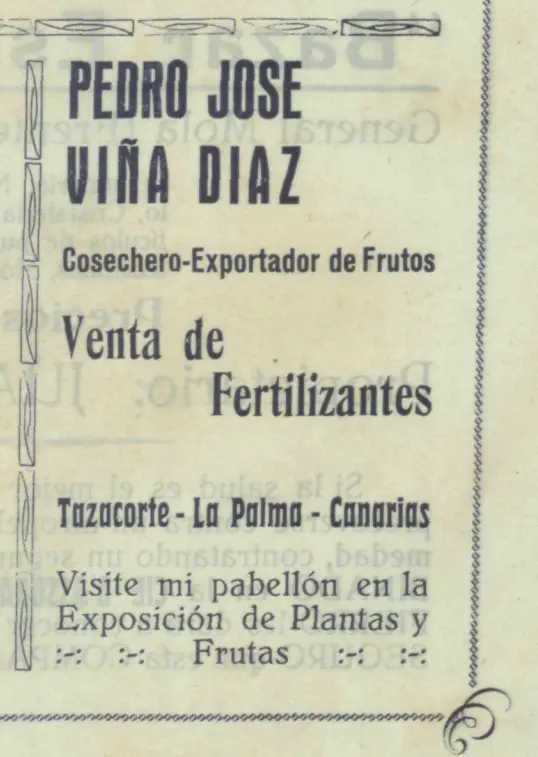 PEDRO JOSE
VIÑA DIAZ
Cosechero-Exportador de Frutos
Venta de
Fertilizantes
Tazacorte - La Palma - Canarias
Visite mi pabellón en la
Exposición de Plantas y
:-: :-: Frutas :-: :-: